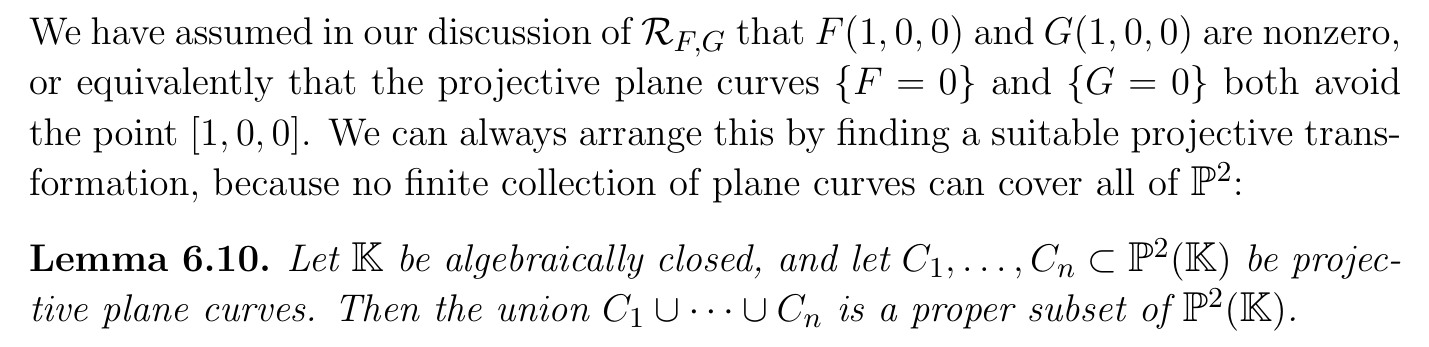 We have assumed in our discussion of 𝓡_{F,G} that F(1, 0, 0) and G(1, 0, 0) are nonzero,
or equivalently that the projective plane curves {F = 0} and {G = 0} both avoid
the point [1, 0, 0]. We can always arrange this by finding a suitable projective trans-
formation, because no finite collection of plane curves can cover all of ℙ²:
Lemma 6.10. Let 𝕂 be algebraically closed, and let C₁, . . . , Cₙ ⊂ ℙ²(𝕂) be projec-
tive plane curves. Then the union C₁ ∪ · · · ∪ Cₙ is a proper subset of ℙ²(𝕂).